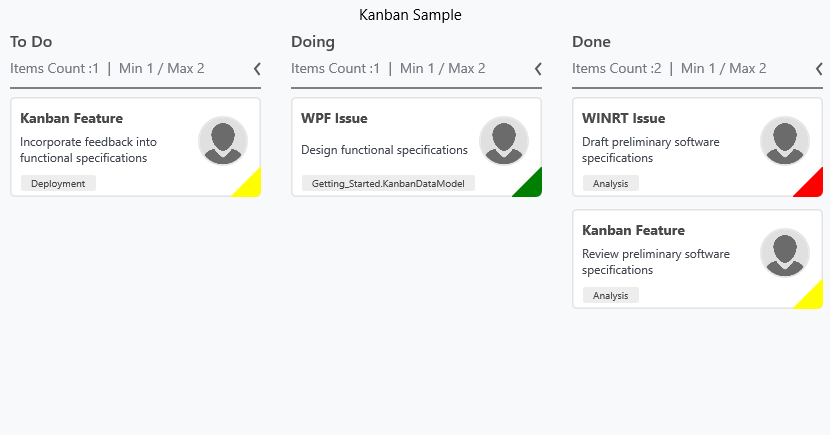 Kanban Sample
To Do
Items Count :1 | Min 1 / Max 2
Kanban Feature
Incorporate feedback into
functional specifications
Deployment
Doing
Items Count :1 | Min 1 / Max 2
WPF Issue
Design functional specifications
Getting_Started.KanbanDataModel
Done
Items Count :2 | Min 1 / Max 2
WINRT Issue
Draft preliminary software
specifications
Analysis
Kanban Feature
Review preliminary software
specifications
Analysis